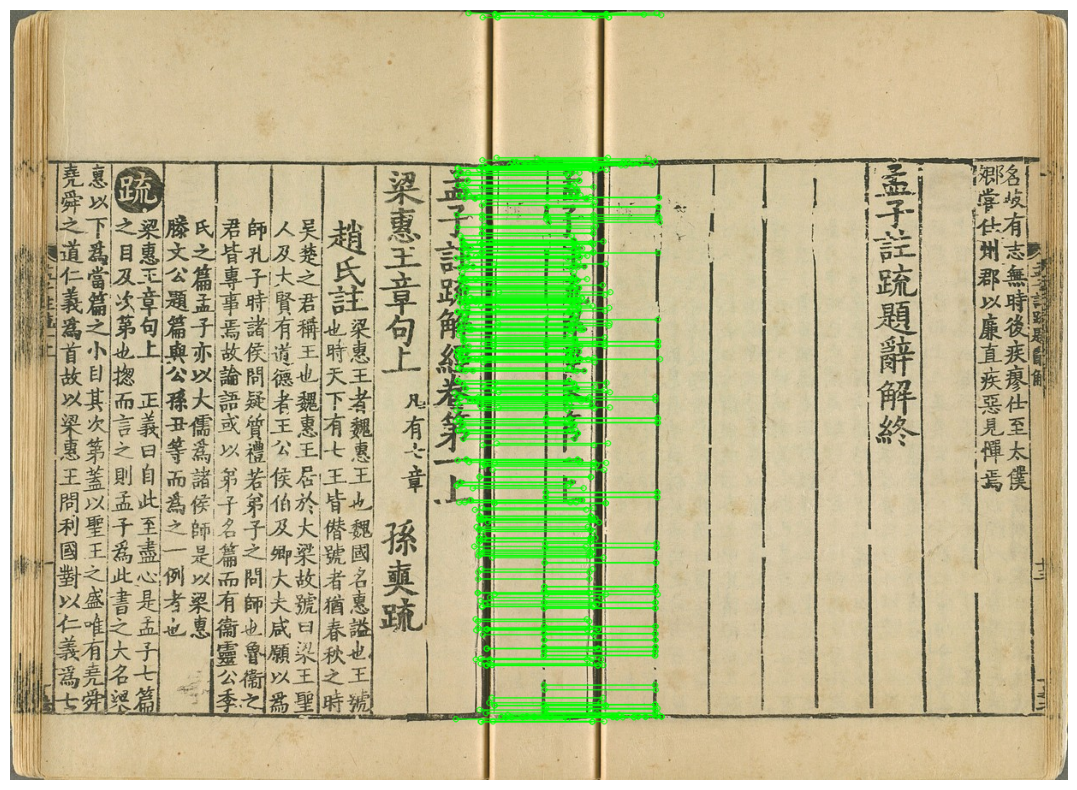 名岐有志無時後疾瘳仕至太僕
卿嘗仕州郡以廉直疾惡見憚焉
孟子註疏題辭解終
孟子註疏解經卷第一上
梁惠王章句上
凡有七章
孫奭疏
趙氏註
梁惠王者魏惠王也魏國名惠謚也王號
也時天下有七王皆僭號者猶春秋之時
吳楚之君稱王也魏惠王居於大梁故號曰梁王聖
人及大賢有道德者王公侯伯及卿大夫咸願以為
師孔子時諸侯問疑質禮若弟子之問師也魯衞之
君皆專事焉故論語或以弟子名篇而有衞靈公季
氏之篇孟子亦以大儒爲諸侯師是以梁惠
滕文公題篇與公孫丑等而爲之一例者也
疏
梁惠王章句上 正義曰自此至盡心是孟子七篇
之目及次第也揔而言之則孟子爲此書之大名梁
惠以下爲當篇之小目其次第蓋以聖王之盛唯有堯舜
堯舜之道仁義爲首故以梁惠王問利國對以仁義爲七